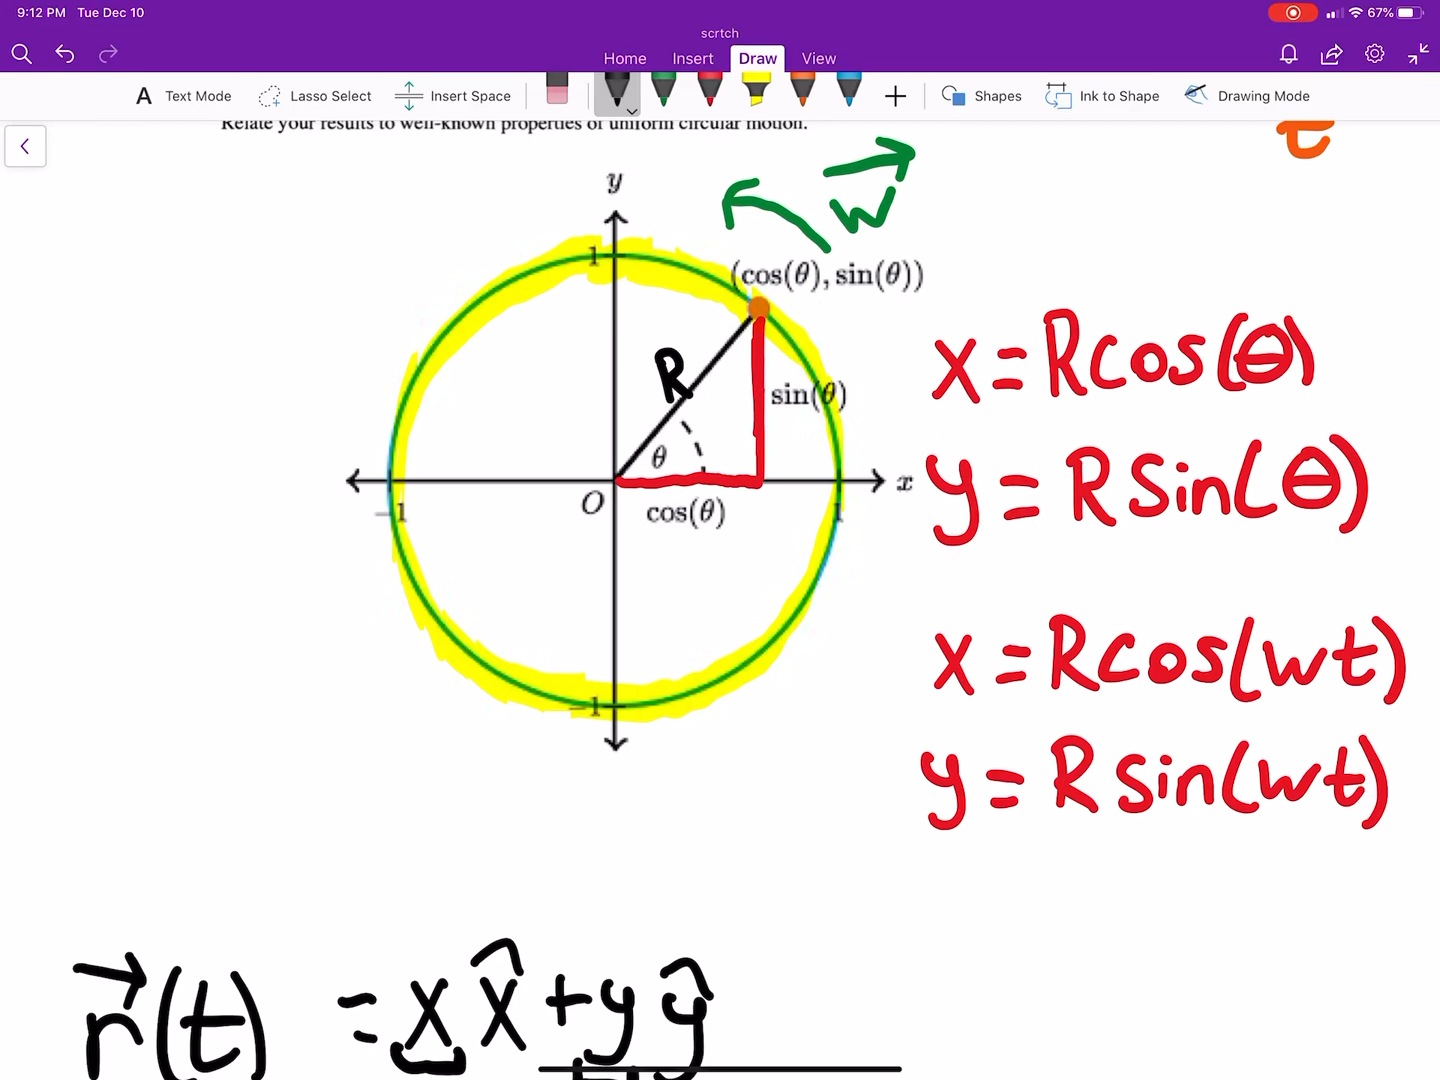 9:12 PM Tue Dec 10
67%
scrtch
Home Insert Draw View
A Text Mode Lasso Select Insert Space Shapes Ink to Shape Drawing Mode
Relate your results to well-known properties of uniform circular motion.
t
y
w
1
(cos(θ), sin(θ))
R
x = Rcos(θ)
sin(θ)
θ
x
y = Rsin(θ)
O
cos(θ)
-1
1
x = Rcos(wt)
-1
y = Rsin(wt)
r⃗(t) = x x̂ + y ŷ